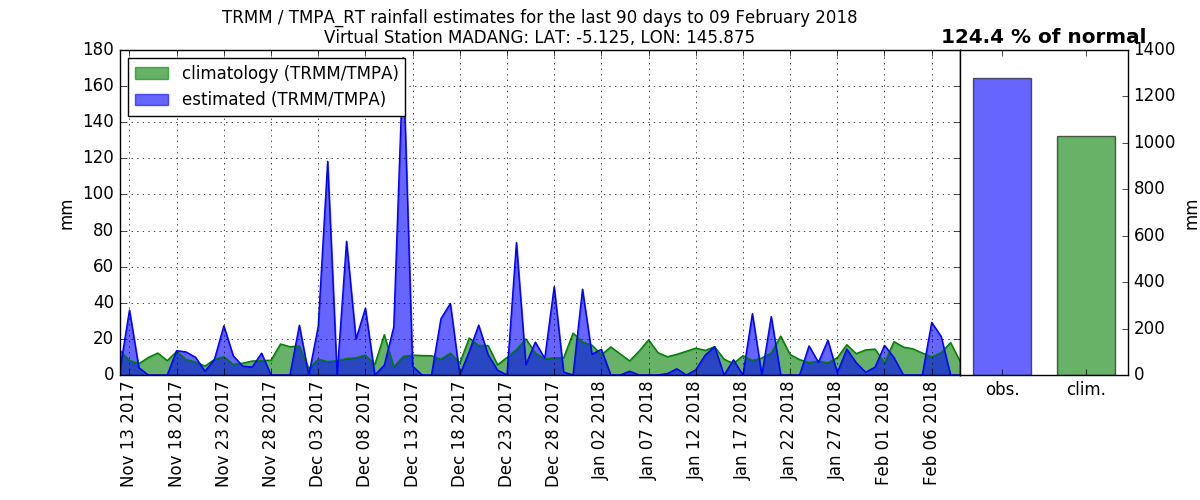 TRMM / TMPA_RT rainfall estimates for the last 90 days to 09 February 2018
Virtual Station MADANG: LAT: -5.125, LON: 145.875
124.4 % of normal
climatology (TRMM/TMPA)
estimated (TRMM/TMPA)
180
160
140
120
100
80
60
40
20
0
mm
Nov 13 2017
Nov 18 2017
Nov 23 2017
Nov 28 2017
Dec 03 2017
Dec 08 2017
Dec 13 2017
Dec 18 2017
Dec 23 2017
Dec 28 2017
Jan 02 2018
Jan 07 2018
Jan 12 2018
Jan 17 2018
Jan 22 2018
Jan 27 2018
Feb 01 2018
Feb 06 2018
1400
1200
1000
800
600
400
200
0
mm
obs.
clim.